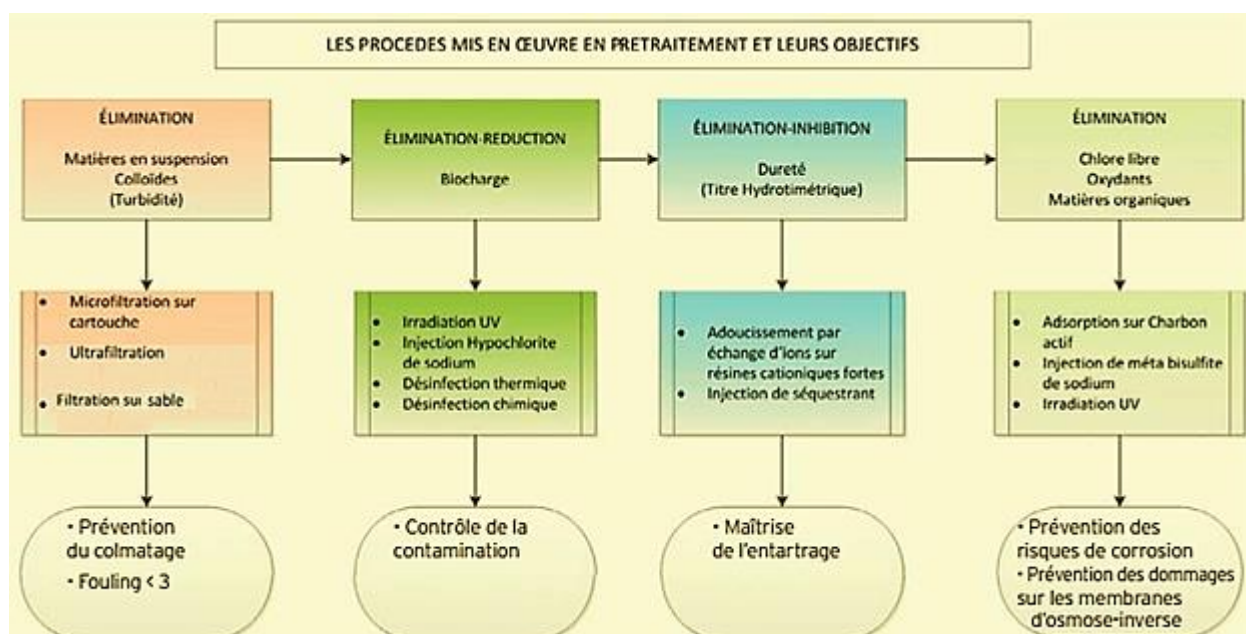 LES PROCEDES MIS EN ŒUVRE EN PRETRAITEMENT ET LEURS OBJECTIFS
ÉLIMINATION
Matières en suspension
Colloïdes
(Turbidité)
ÉLIMINATION-REDUCTION
Biocharge
ÉLIMINATION-INHIBITION
Dureté
(Titre Hydrotimétrique)
ÉLIMINATION
Chlore libre
Oxydants
Matières organiques
• Microfiltration sur
cartouche
• Ultrafiltration
• Filtration sur sable
• Irradiation UV
• Injection Hypochlorite
de sodium
• Désinfection thermique
• Désinfection chimique
• Adoucissement par
échange d'ions sur
résines cationiques fortes
• Injection de séquestrant
• Adsorption sur Charbon
actif
• Injection de méta bisulfite
de sodium
• Irradiation UV
• Prévention
du colmatage
• Fouling < 3
• Contrôle de la
contamination
• Maîtrise
de l'entartrage
• Prévention des
risques de corrosion
• Prévention des dommages
sur les membranes
d'osmose-inverse